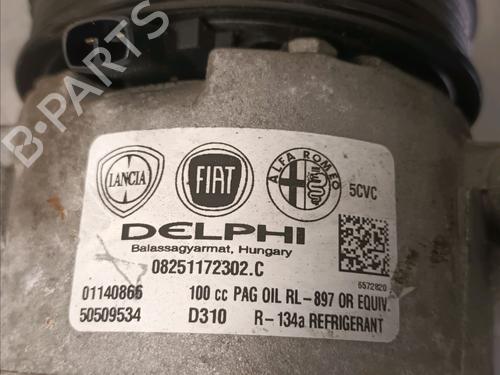 B-PARTS
LANCIA
FIAT
ALFA ROMEO
5CVC
DELPHI
Balassagyarmat, Hungary
08251172302.C
6572820
01140866 100 cc PAG OIL RL-897 OR EQUIV.
50509534 D310 R-134a REFRIGERANT